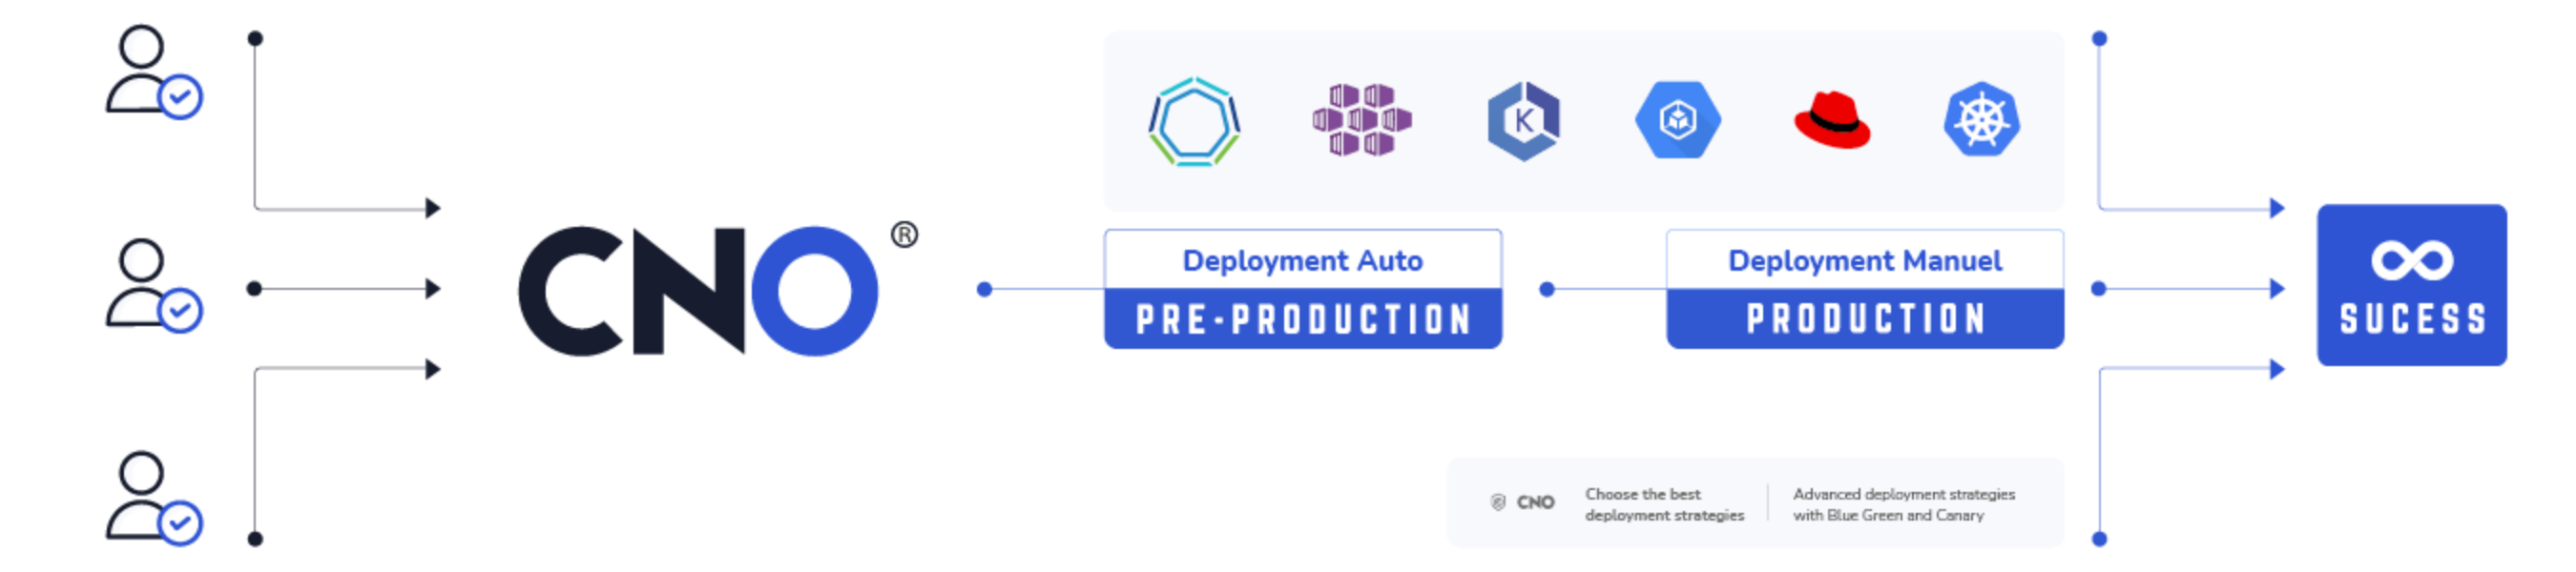 CNO®
K
Deployment Auto
PRE-PRODUCTION
Deployment Manuel
PRODUCTION
SUCESS
CNO
Choose the best
deployment strategies
Advanced deployment strategies
with Blue Green and Canary